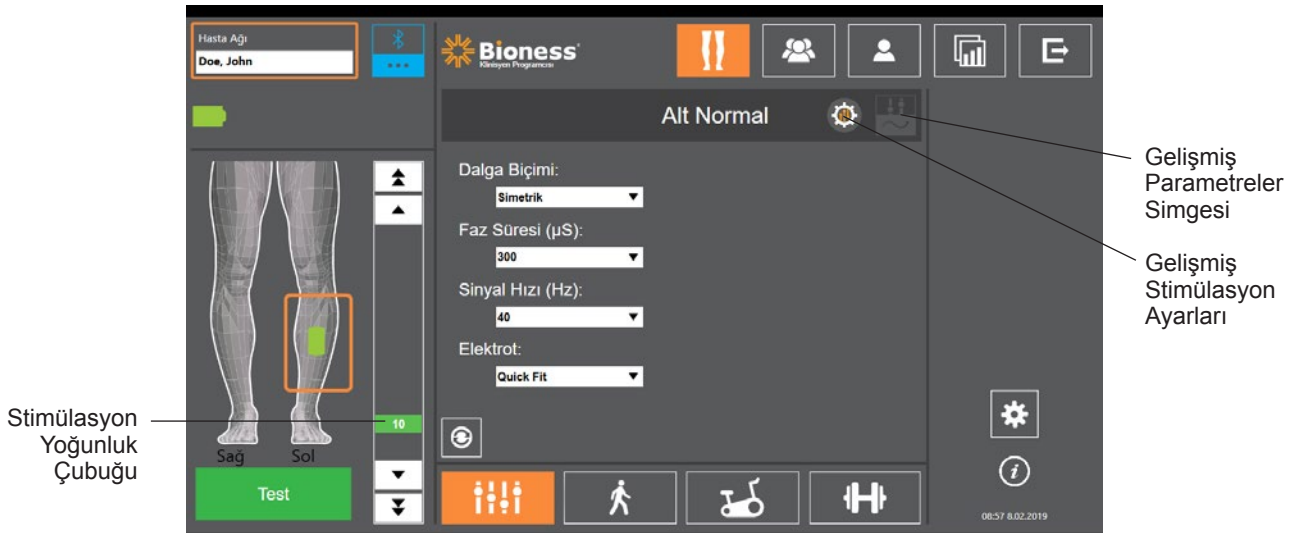 Hasta Ağı
Doe, John
Bioness
Klinisyen Programcısı
Alt Normal
Dalga Biçimi:
Simetrik
Faz Süresi (µS):
300
Sinyal Hızı (Hz):
40
Elektrot:
Quick Fit
10
Sağ Sol
Test
08:57 8.02.2019
Gelişmiş
Parametreler
Simgesi
Gelişmiş
Stimülasyon
Ayarları
Stimülasyon
Yoğunluk
Çubuğu